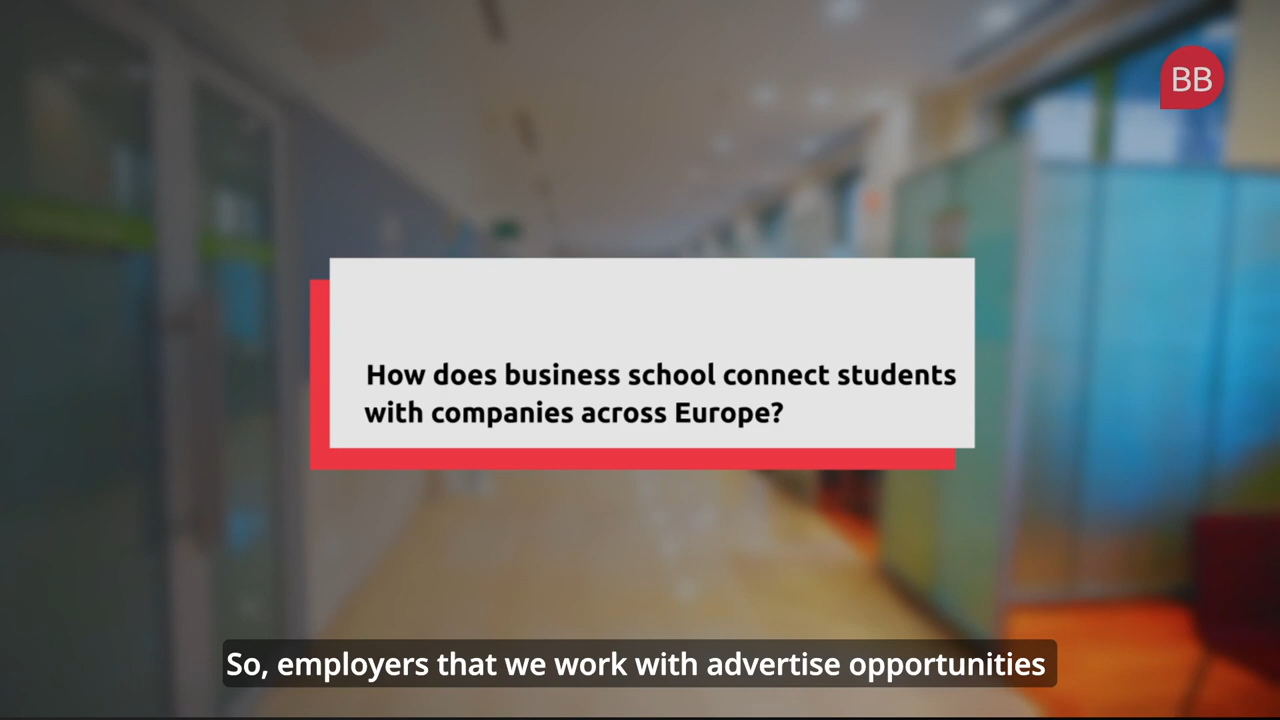 BB
How does business school connect students
with companies across Europe?
So, employers that we work with advertise opportunities